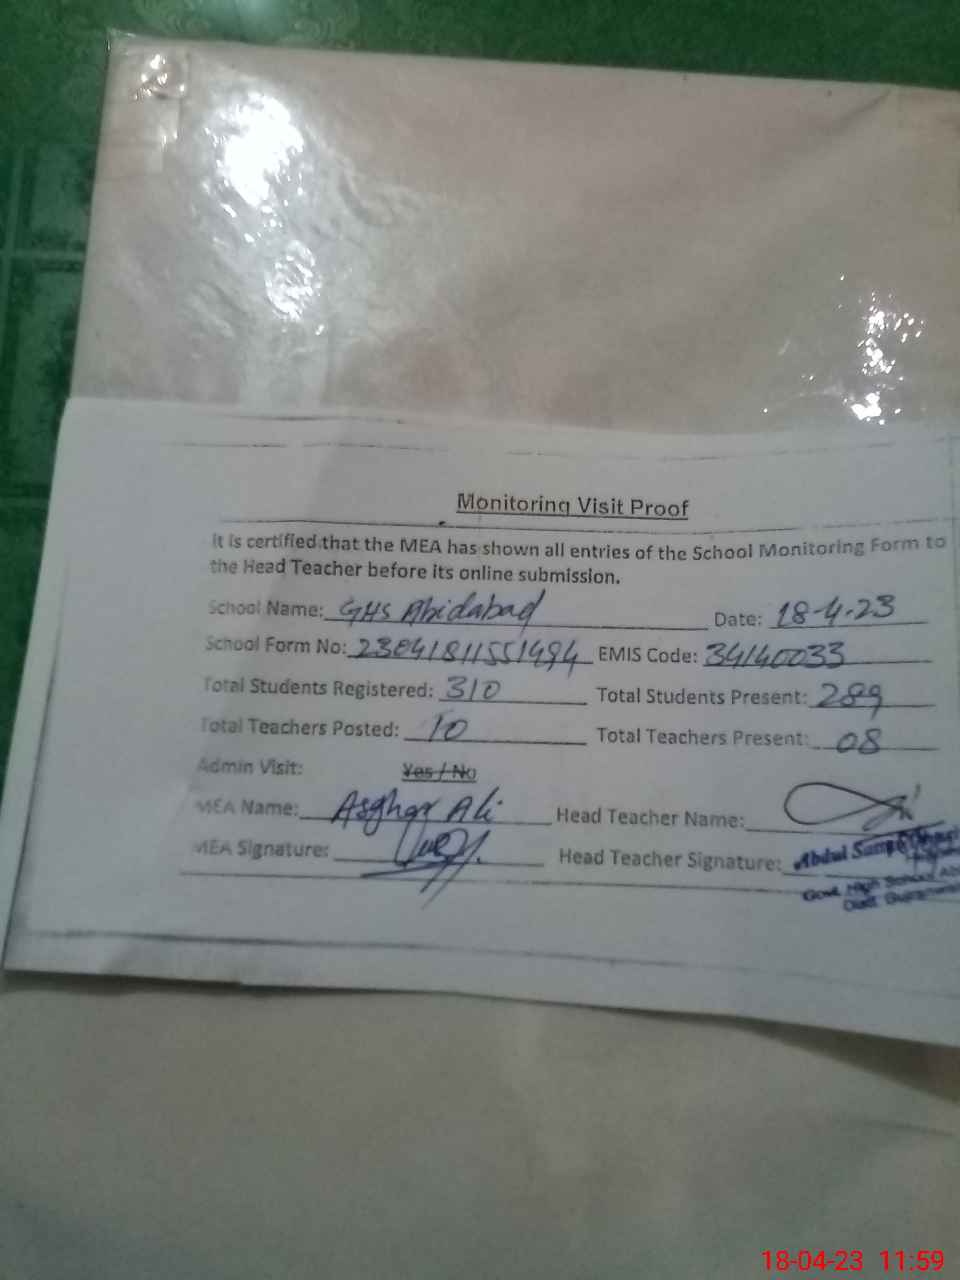 Monitoring Visit Proof
It is certified that the MEA has shown all entries of the School Monitoring Form to
the Head Teacher before its online submission.
School Name: GHS Abidabad Date: 18-4-23
School Form No: 23041811551494 EMIS Code: 34140033
Total Students Registered: 310 Total Students Present: 289
Total Teachers Posted: 10 Total Teachers Present: 08
Admin Visit: Yes / No
MEA Name: Asghar Ali Head Teacher Name:
MEA Signature: Head Teacher Signature:
Abdul
Govt. High School
18-04-23 11:59